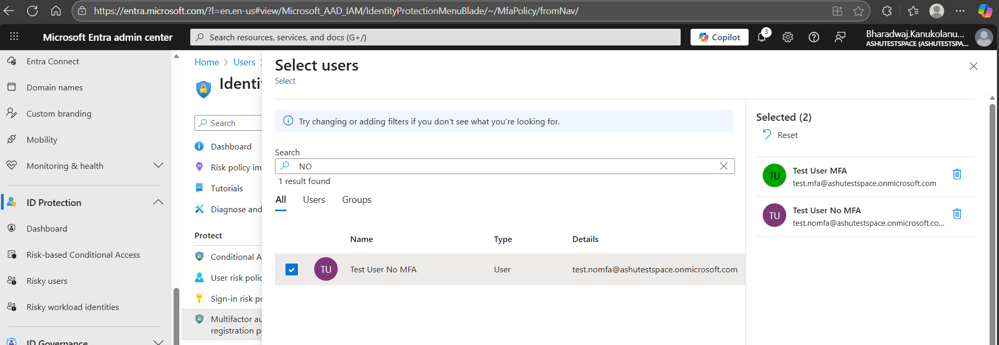 https://entra.microsoft.com/?l=en.en-us#view/Microsoft_AAD_IAM/IdentityProtectionMenuBlade/~/MfaPolicy/fromNav/
Microsoft Entra admin center
Search resources, services, and docs (G+/)
Copilot
3
Bharadwaj.Kanukolanu...
ASHUTESTSPACE (ASHUTESTSPA...
Entra Connect
Domain names
Custom branding
Mobility
Monitoring & health
ID Protection
Dashboard
Risk-based Conditional Access
Risky users
Risky workload identities
ID Governance
Home > Users >
Identi
Search
Dashboard
Risk policy im
Tutorials
Diagnose and
Protect
Conditional A
User risk polic
Sign-in risk po
Multifactor au
registration p
Select users
Select
Try changing or adding filters if you don't see what you're looking for.
Search
NO
1 result found
All Users Groups
Name Type Details
TU Test User No MFA User test.nomfa@ashutestspace.onmicrosoft.com
Selected (2)
Reset
TU Test User MFA
test.mfa@ashutestspace.onmicrosoft.com
TU Test User No MFA
test.nomfa@ashutestspace.onmicrosoft.co...